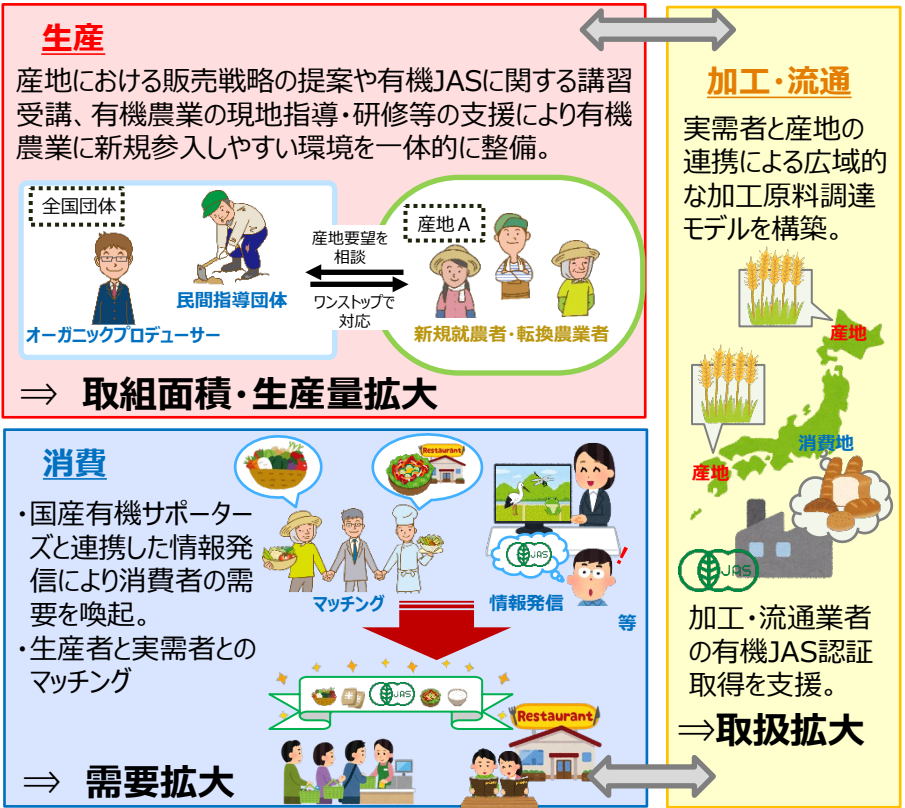 生産
産地における販売戦略の提案や有機JASに関する講習
受講、有機農業の現地指導・研修等の支援により有機
農業に新規参入しやすい環境を一体的に整備。
全国団体
民間指導団体
オーガニックプロデューサー
産地要望を
相談
ワンストップで
対応
産地A
新規就農者・転換農業者
⇒ 取組面積・生産量拡大
消費
・国産有機サポーター
ズと連携した情報発
信により消費者の需
要を喚起。
・生産者と実需者との
マッチング
Restaurant
マッチング
JAS
情報発信
等
JAS
Restaurant
⇒ 需要拡大
加工・流通
実需者と産地の
連携による広域的
な加工原料調達
モデルを構築。
産地
消費地
産地
JAS
加工・流通業者
の有機JAS認証
取得を支援。
⇒取扱拡大